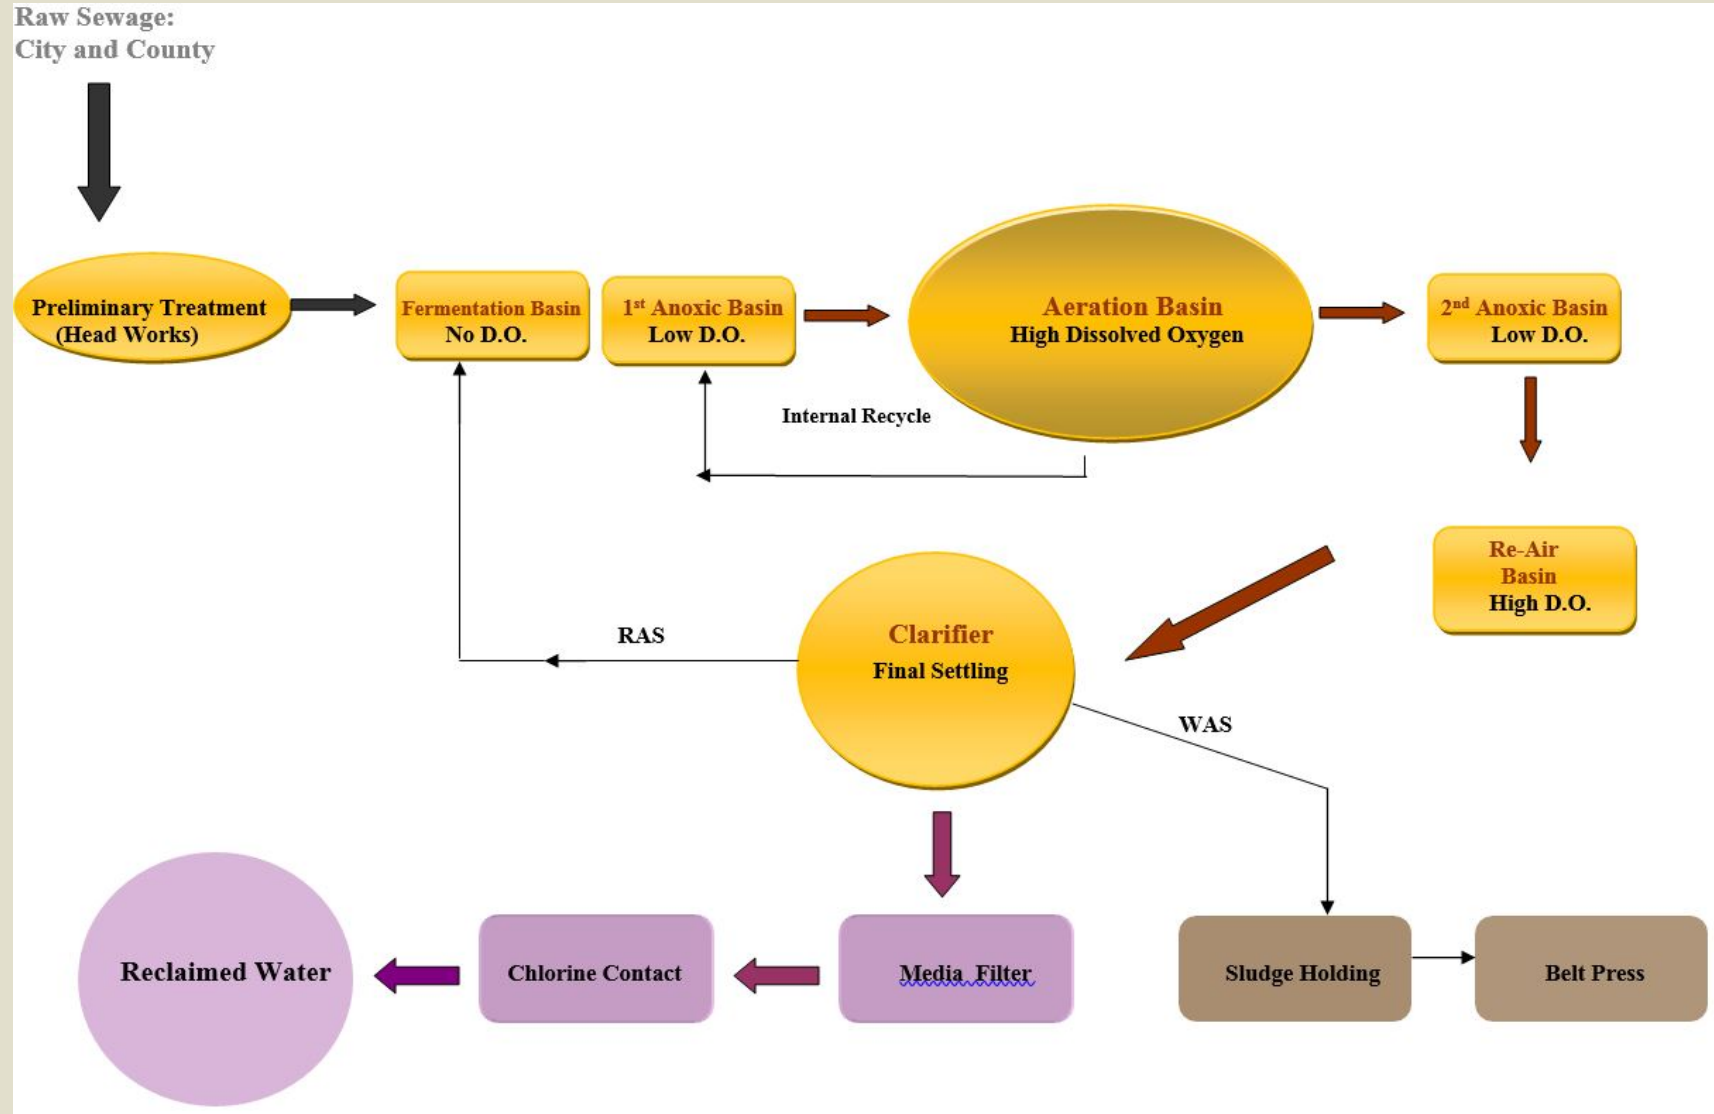 Raw Sewage:
City and County
Preliminary Treatment
(Head Works)
Fermentation Basin
No D.O.
1st Anoxic Basin
Low D.O.
Aeration Basin
High Dissolved Oxygen
2nd Anoxic Basin
Low D.O.
Internal Recycle
Re-Air
Basin
High D.O.
Clarifier
Final Settling
RAS
WAS
Reclaimed Water
Chlorine Contact
Media Filter
Sludge Holding
Belt Press